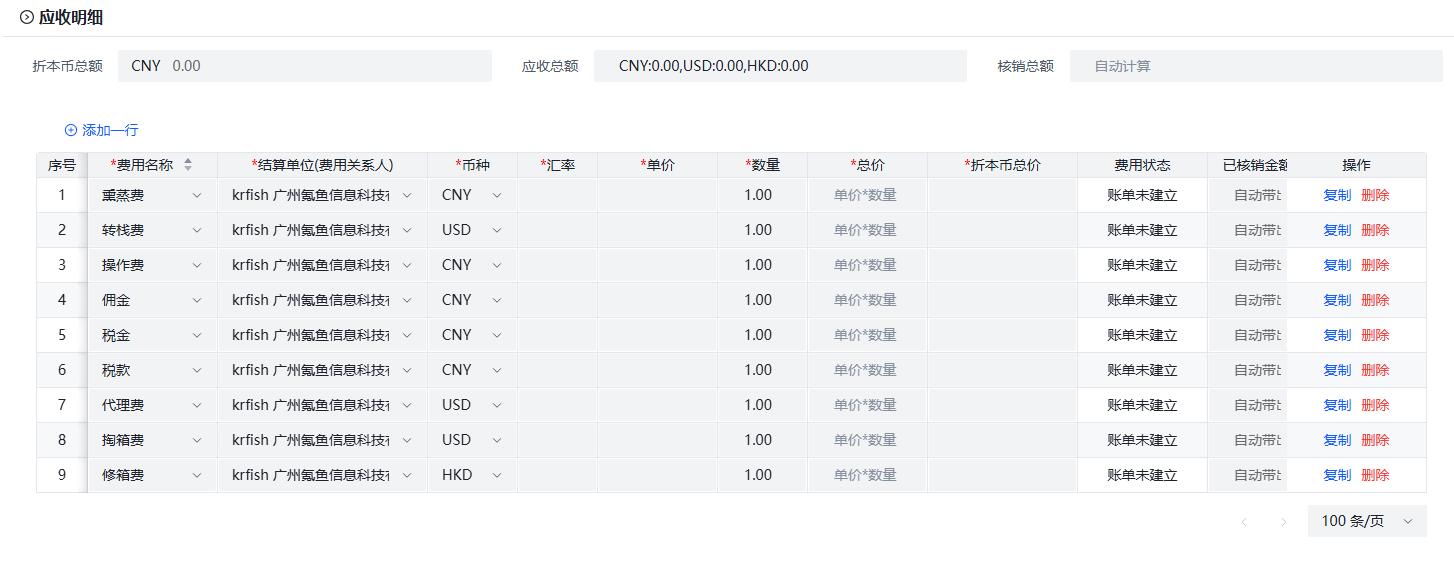 应收明细
折本币总额 CNY 0.00 应收总额 CNY:0.00,USD:0.00,HKD:0.00 核销总额 自动计算
添加一行
序号 *费用名称 *结算单位(费用关系人) *币种 *汇率 *单价 *数量 *总价 *折本币总价 费用状态 已核销金额 操作
1 熏蒸费 krfish 广州氪鱼信息科技 CNY 1.00 单价*数量 账单未建立 自动带 复制 删除
2 转栈费 krfish 广州氪鱼信息科技 USD 1.00 单价*数量 账单未建立 自动带 复制 删除
3 操作费 krfish 广州氪鱼信息科技 CNY 1.00 单价*数量 账单未建立 自动带 复制 删除
4 佣金 krfish 广州氪鱼信息科技 CNY 1.00 单价*数量 账单未建立 自动带 复制 删除
5 税金 krfish 广州氪鱼信息科技 CNY 1.00 单价*数量 账单未建立 自动带 复制 删除
6 税款 krfish 广州氪鱼信息科技 CNY 1.00 单价*数量 账单未建立 自动带 复制 删除
7 代理费 krfish 广州氪鱼信息科技 USD 1.00 单价*数量 账单未建立 自动带 复制 删除
8 掏箱费 krfish 广州氪鱼信息科技 USD 1.00 单价*数量 账单未建立 自动带 复制 删除
9 修箱费 krfish 广州氪鱼信息科技 HKD 1.00 单价*数量 账单未建立 自动带 复制 删除
100 条/页